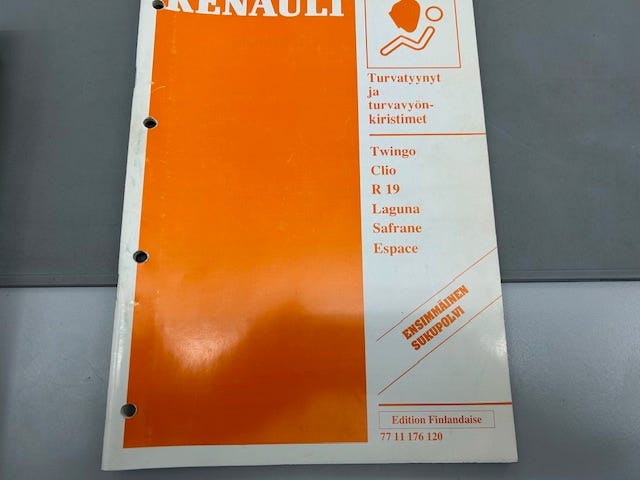 RENAULT
Turvatyynyt
ja
turvavyön-
kiristimet
Twingo
Clio
R 19
Laguna
Safrane
Espace
ENSIMMÄINEN
SUKUPOLVI
Edition Finlandaise
77 11 176 120